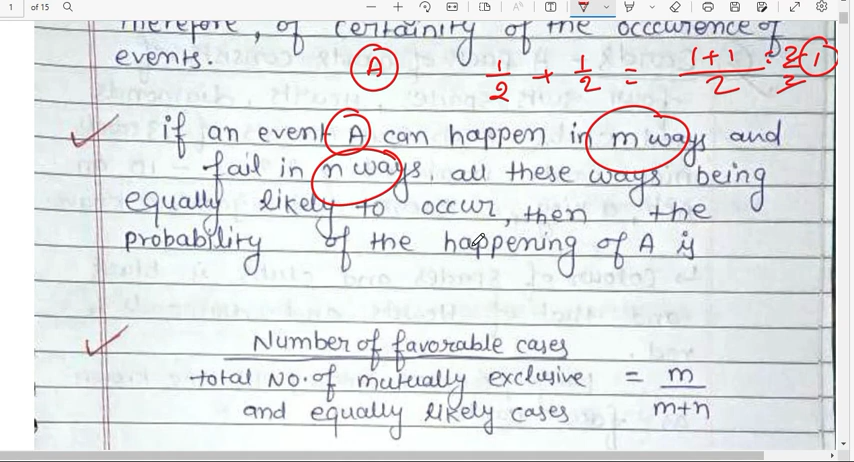 1 of 15
Therefore, of certainity of the occcurence of
events.
A
1/2 + 1/2 = 1+1/2 = 2/2 = 1
if an event A can happen in m ways and
fail in n ways, all these ways being
equally likely to occur, then the
probability of the happening of A is
Number of favorable cases
total No. of mutually exclusive = m
and equally likely cases m+n